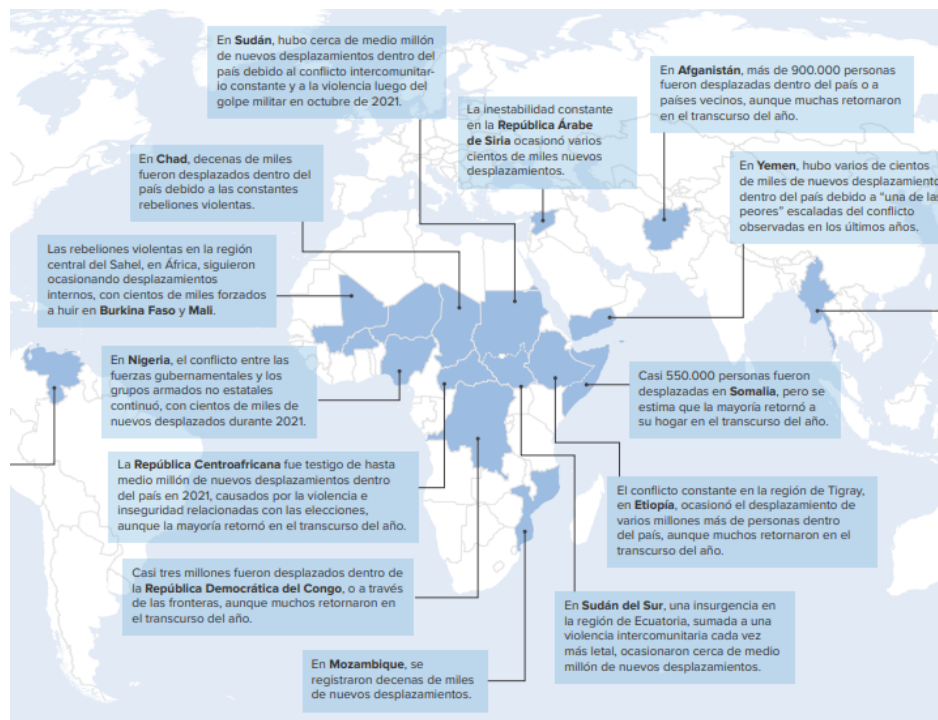 En Sudán, hubo cerca de medio millón
de nuevos desplazamientos dentro del
país debido al conflicto intercomunitar-
io constante y a la violencia luego del
golpe militar en octubre de 2021.
La inestabilidad constante
en la República Árabe
de Siria ocasionó varios
cientos de miles nuevos
desplazamientos.
En Afganistán, más de 900.000 personas
fueron desplazadas dentro del país o a
países vecinos, aunque muchas retornaron
en el transcurso del año.
En Chad, decenas de miles
fueron desplazados dentro del
país debido a las constantes
rebeliones violentas.
En Yemen, hubo varios de cientos
de miles de nuevos desplazamiento
dentro del país debido a “una de las
peores” escaladas del conflicto
observadas en los últimos años.
Las rebeliones violentas en la región
central del Sahel, en África, siguieron
ocasionando desplazamientos
internos, con cientos de miles forzados
a huir en Burkina Faso y Mali.
En Nigeria, el conflicto entre las
fuerzas gubernamentales y los
grupos armados no estatales
continuó, con cientos de miles de
nuevos desplazados durante 2021.
Casi 550.000 personas fueron
desplazadas en Somalia, pero se
estima que la mayoría retornó a
su hogar en el transcurso del año.
La República Centroafricana fue testigo de hasta
medio millón de nuevos desplazamientos dentro
del país en 2021, causados por la violencia e
inseguridad relacionadas con las elecciones,
aunque la mayoría retornó en el transcurso del año.
El conflicto constante en la región de Tigray,
en Etiopía, ocasionó el desplazamiento de
varios millones más de personas dentro
del país, aunque muchos retornaron en el
transcurso del año.
Casi tres millones fueron desplazados dentro de
la República Democrática del Congo, o a través
de las fronteras, aunque muchos retornaron en
el transcurso del año.
En Sudán del Sur, una insurgencia en
la región de Ecuatoria, sumada a una
violencia intercomunitaria cada vez
más letal, ocasionaron cerca de medio
millón de nuevos desplazamientos.
En Mozambique, se
registraron decenas de miles
de nuevos desplazamientos.